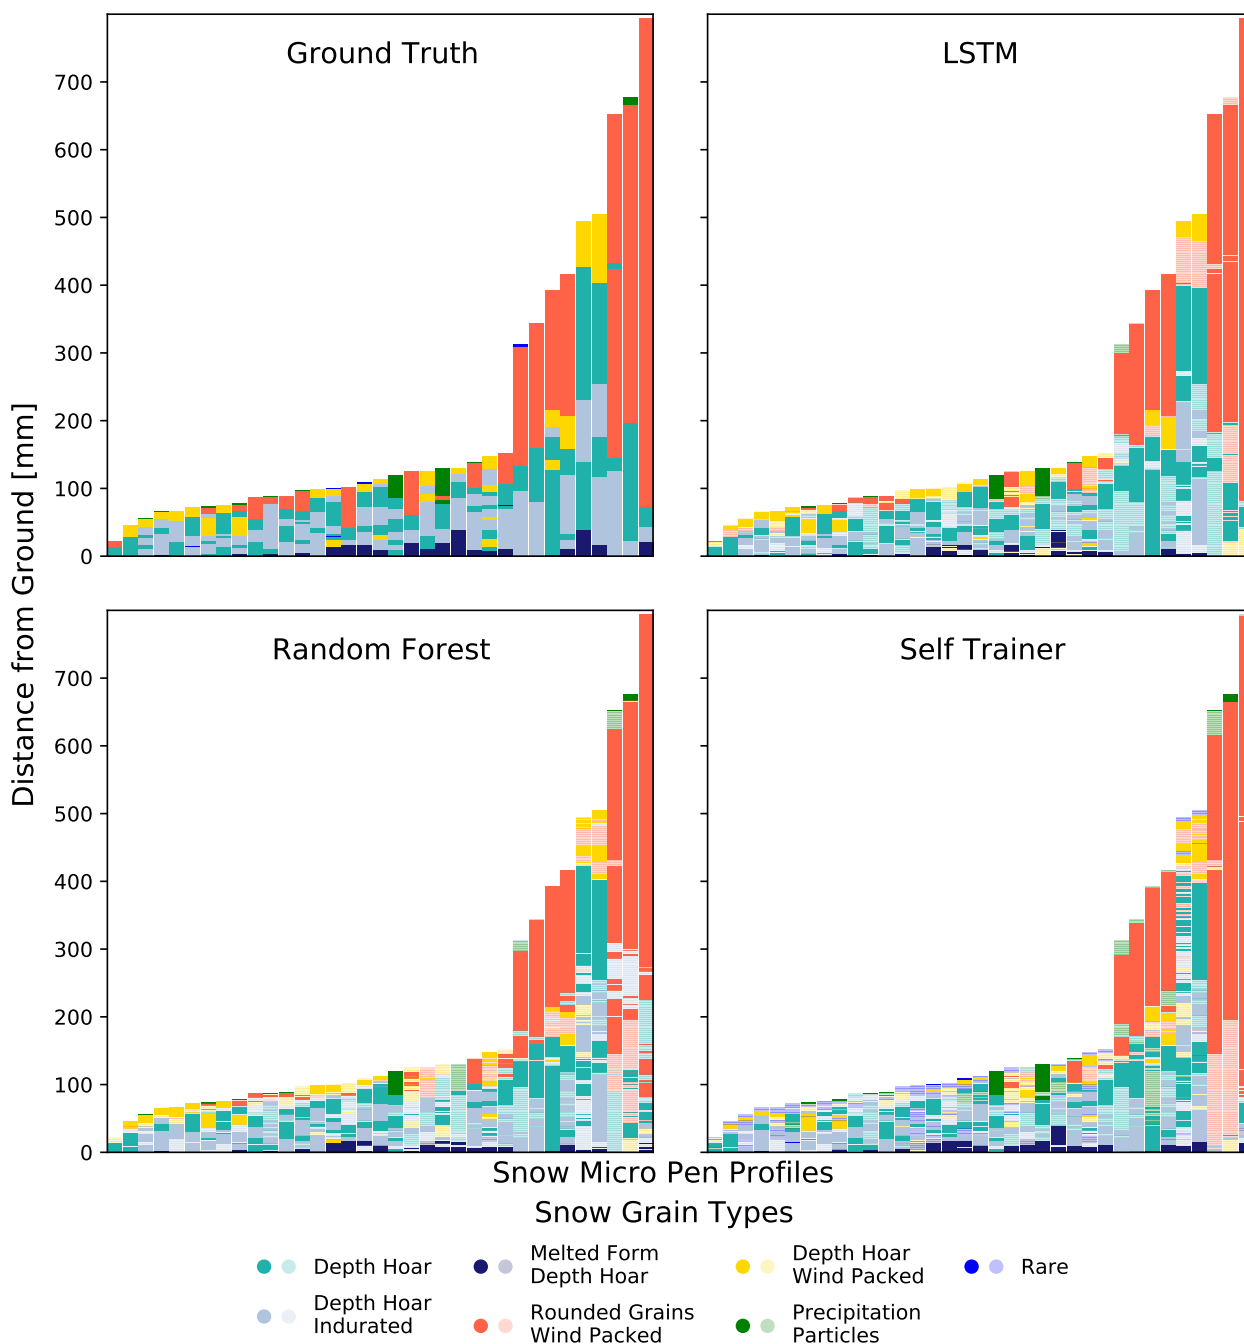 Ground Truth
LSTM
700
600
500
400
300
200
100
0
Random Forest
Self Trainer
700
600
500
400
300
200
100
0
Distance from Ground [mm]
Snow Micro Pen Profiles
Snow Grain Types
Depth Hoar
Depth Hoar
Indurated
Melted Form
Depth Hoar
Rounded Grains
Wind Packed
Depth Hoar
Wind Packed
Precipitation
Particles
Rare